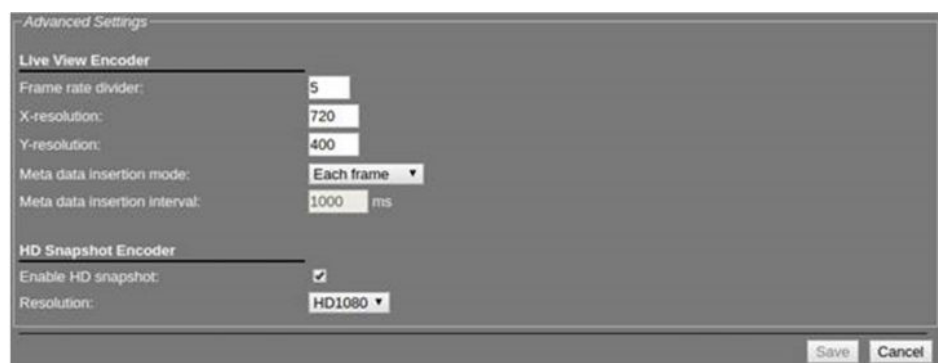 Advanced Settings
Live View Encoder
Frame rate divider: 5
X-resolution: 720
Y-resolution: 400
Meta data insertion mode: Each frame
Meta data insertion interval: 1000 ms
HD Snapshot Encoder
Enable HD snapshot:
Resolution: HD1080
Save Cancel